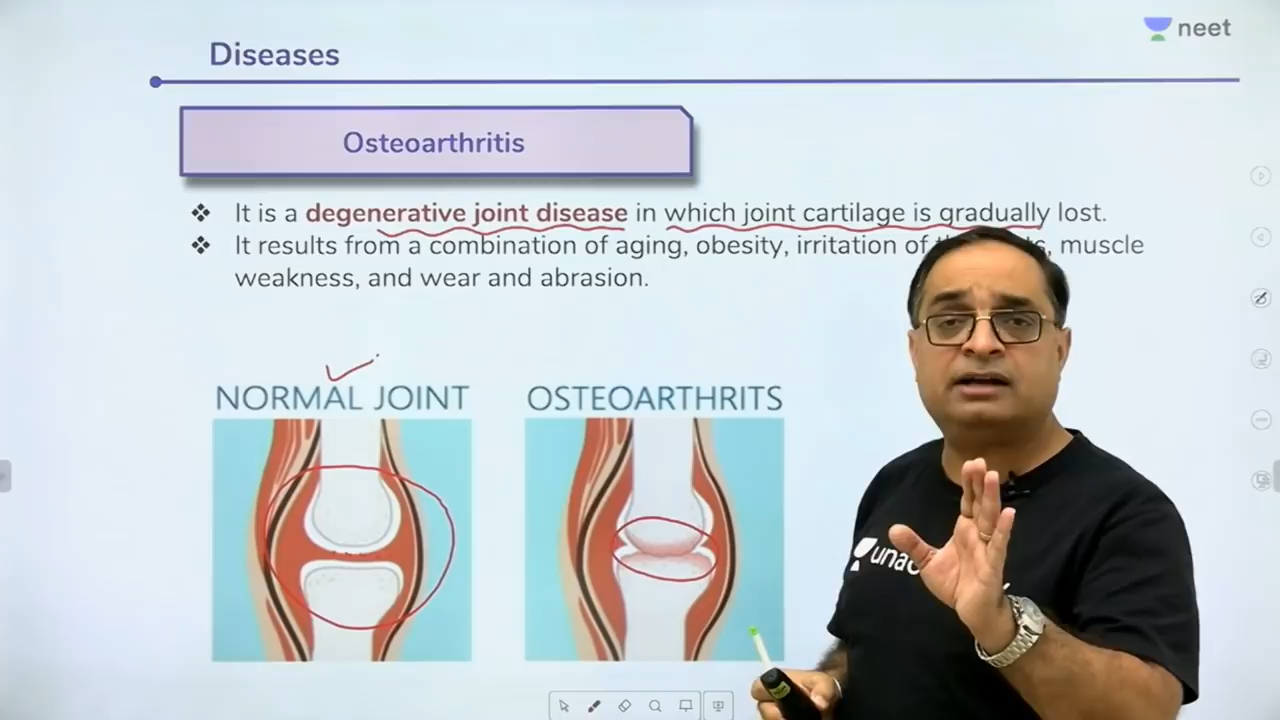 neet
Diseases
Osteoarthritis
It is a degenerative joint disease in which joint cartilage is gradually lost.
It results from a combination of aging, obesity, irritation of , muscle
weakness, and wear and abrasion.
NORMAL JOINT
OSTEOARTHRITS